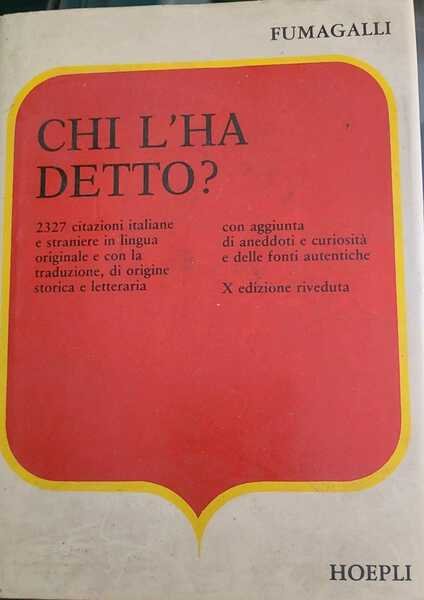 FUMAGALLI
CHI L'HA
DETTO?
2327 citazioni italiane
e straniere in lingua
originale e con la
traduzione, di origine
storica e letteraria
con aggiunta
di aneddoti e curiosità
e delle fonti autentiche
X edizione riveduta
HOEPLI